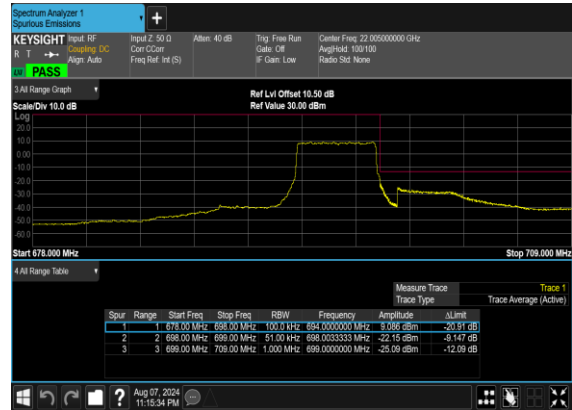 Spectrum Analyzer 1
Spurious Emissions
+
KEYSIGHT Input: RF Input Z: 50 Ω Atten: 40 dB Trig: Free Run Center Freq: 22.005000000 GHz
R T Coupling: DC Corr CCorr Gate: Off Avg|Hold: 100/100
Align: Auto Freq Ref: Int (S) IF Gain: Low Radio Std: None
LW PASS
3 All Range Graph
Ref Lvl Offset 10.50 dB
Scale/Div 10.0 dB Ref Value 30.00 dBm
Log
20.0
10.0
0.00
-10.0
-20.0
-30.0
-40.0
-50.0
-60.0
Start 678.000 MHz Stop 709.000 MHz
4 All Range Table
Measure Trace Trace 1
Trace Type Trace Average (Active)
Spur Range Start Freq Stop Freq RBW Frequency Amplitude ΔLimit
1 1 678.00 MHz 698.00 MHz 100.0 kHz 694.0000000 MHz 9.086 dBm -20.91 dB
2 2 698.00 MHz 699.00 MHz 51.00 kHz 698.0033333 MHz -22.15 dBm -9.147 dB
3 3 699.00 MHz 709.00 MHz 1.000 MHz 699.0000000 MHz -25.09 dBm -12.09 dB
? Aug 07, 2024
11:15:34 PM